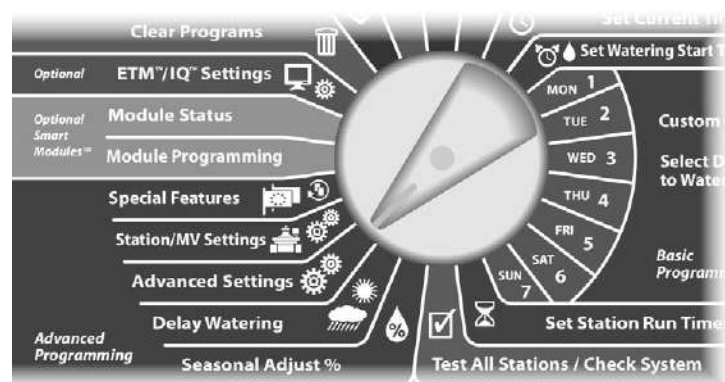 Clear Programs
Optional
ETM™/IQ™ Settings
Optional
Smart
Modules™
Module Status
Module Programming
Special Features
Station/MV Settings
Advanced Settings
Delay Watering
Advanced
Programming
Seasonal Adjust %
%
Set Current
Set Watering Start
MON 1
TUE 2
WED 3
THU 4
FRI 5
SAT 6
SUN 7
Custom
Select
to Water
Basic
Set Station Run Time
Test All Stations / Check System